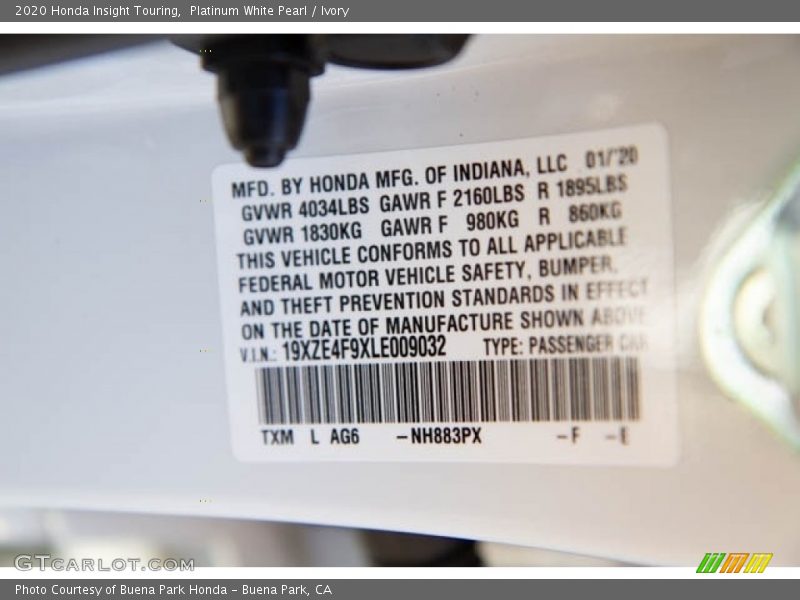 2020 Honda Insight Touring, Platinum White Pearl / Ivory
MFD. BY HONDA MFG. OF INDIANA, LLC 01/'20
GVWR 4034LBS GAWR F 2160LBS R 1895LBS
GVWR 1830KG GAWR F 980KG R 860KG
THIS VEHICLE CONFORMS TO ALL APPLICABLE
FEDERAL MOTOR VEHICLE SAFETY, BUMPER,
AND THEFT PREVENTION STANDARDS IN EFFECT
ON THE DATE OF MANUFACTURE SHOWN ABOVE
V.I.N.: 19XZE4F9XLE009032 TYPE: PASSENGER CAR
TXM L AG6 -NH883PX -F -E
GTCARLOT.COM
Photo Courtesy of Buena Park Honda - Buena Park, CA